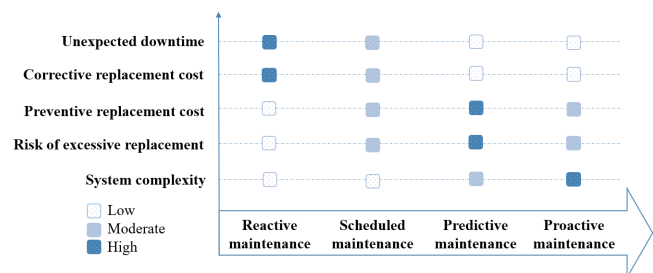 Unexpected downtime
Corrective replacement cost
Preventive replacement cost
Risk of excessive replacement
System complexity
Low
Moderate
High
Reactive maintenance
Scheduled maintenance
Predictive maintenance
Proactive maintenance